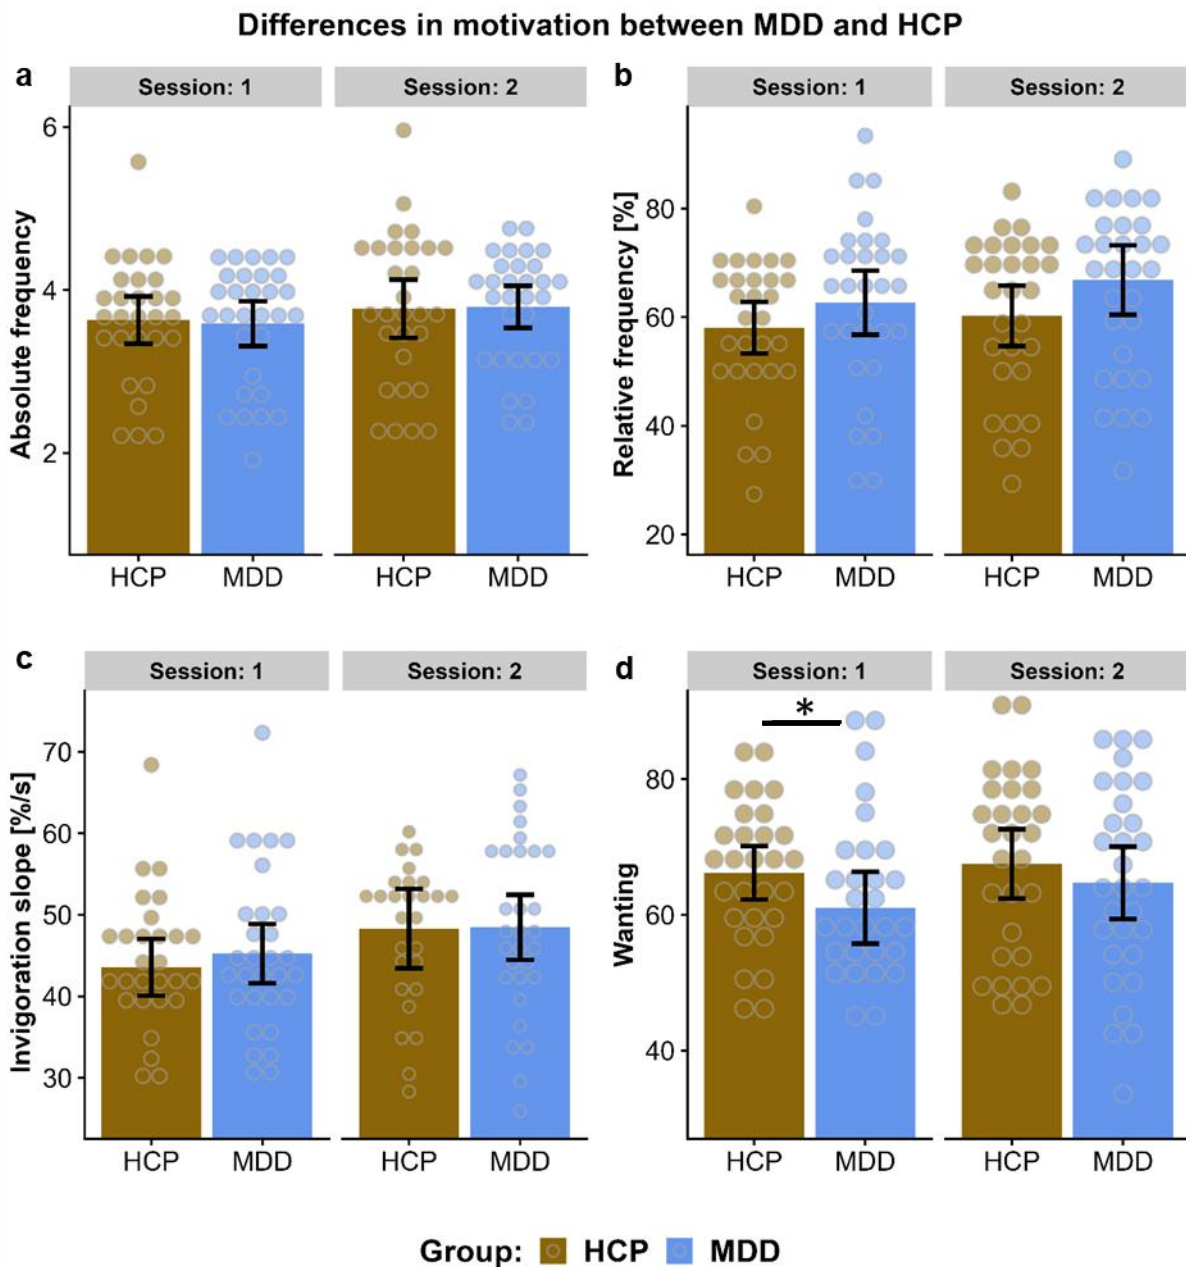 Differences in motivation between MDD and HCP
a
Session: 1
Session: 2
Absolute frequency
6
4
2
HCP
MDD
HCP
MDD
b
Session: 1
Session: 2
Relative frequency [%]
80
60
40
20
HCP
MDD
HCP
MDD
c
Session: 1
Session: 2
Invigoration slope [%/s]
70
60
50
40
30
HCP
MDD
HCP
MDD
d
Session: 1
Session: 2
*
Wanting
80
60
40
HCP
MDD
HCP
MDD
Group: HCP MDD